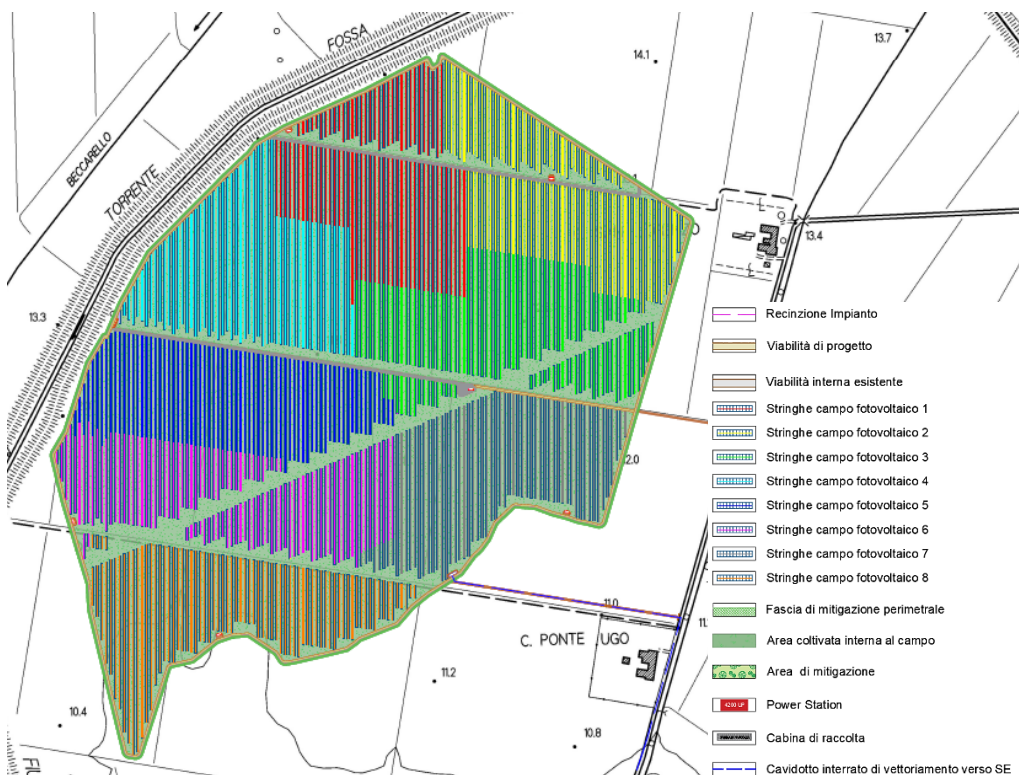 FOSSA
14.1
13.7
BECCARELLO
TORRENTE
13.4
13.3
Recinzione Impianto
Viabilità di progetto
Viabilità interna esistente
Stringhe campo fotovoltaico 1
Stringhe campo fotovoltaico 2
Stringhe campo fotovoltaico 3
Stringhe campo fotovoltaico 4
Stringhe campo fotovoltaico 5
Stringhe campo fotovoltaico 6
Stringhe campo fotovoltaico 7
Stringhe campo fotovoltaico 8
Fascia di mitigazione perimetrale
Area coltivata interna al campo
Area di mitigazione
Power Station
Cabina di raccolta
Cavidotto interrato di vettoriamento verso SE
2.0
11.0
C. PONTE UGO
11.2
10.4
10.8